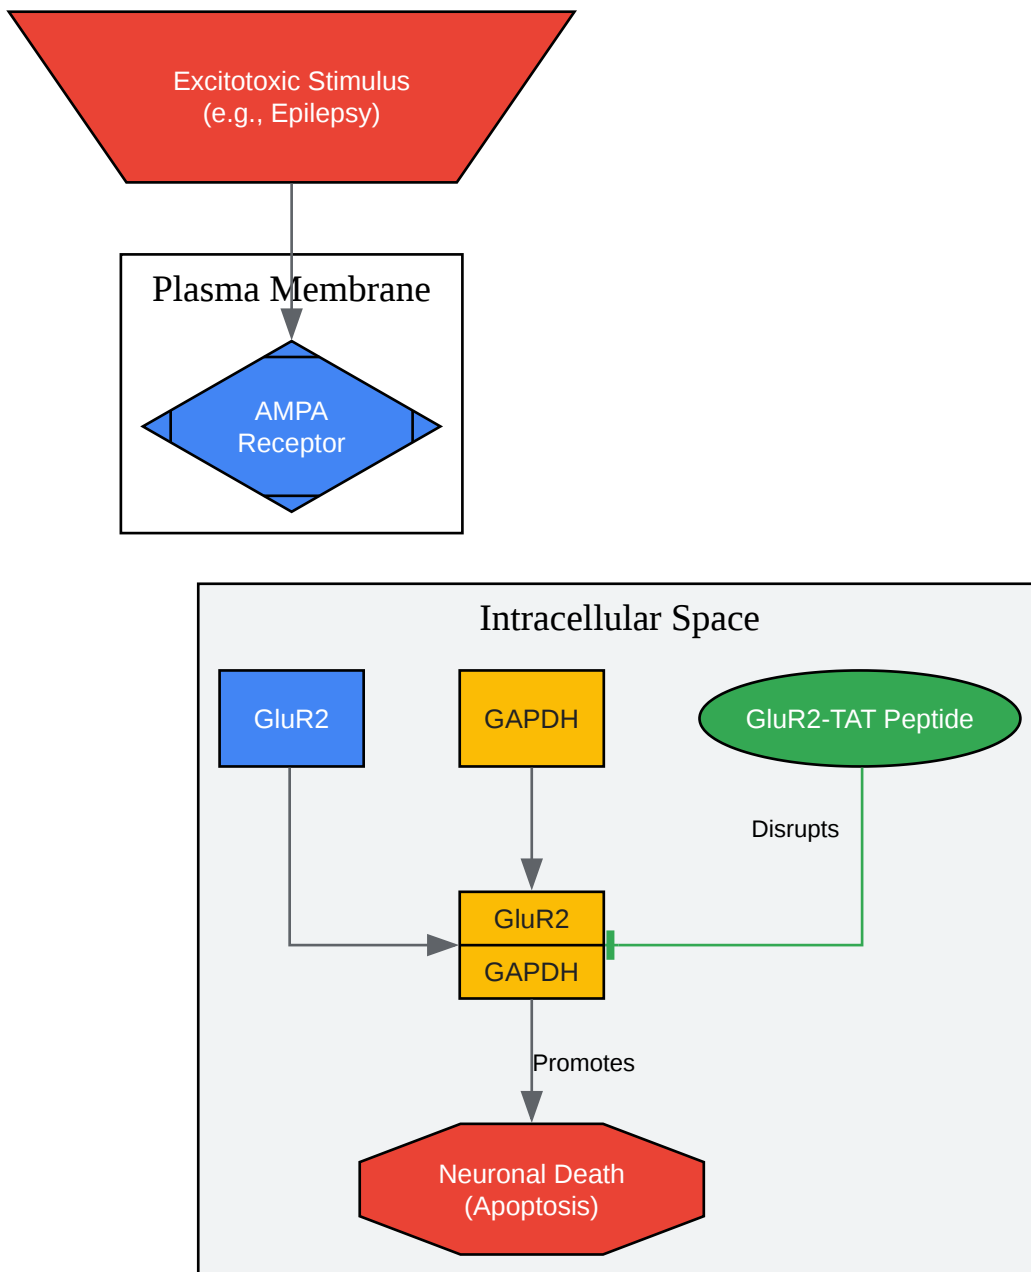 Excitotoxic Stimulus
(e.g., Epilepsy)
Plasma Membrane
AMPA
Receptor
Intracellular Space
GluR2
GAPDH
GluR2-TAT Peptide
Disrupts
GluR2
GAPDH
Promotes
Neuronal Death
(Apoptosis)